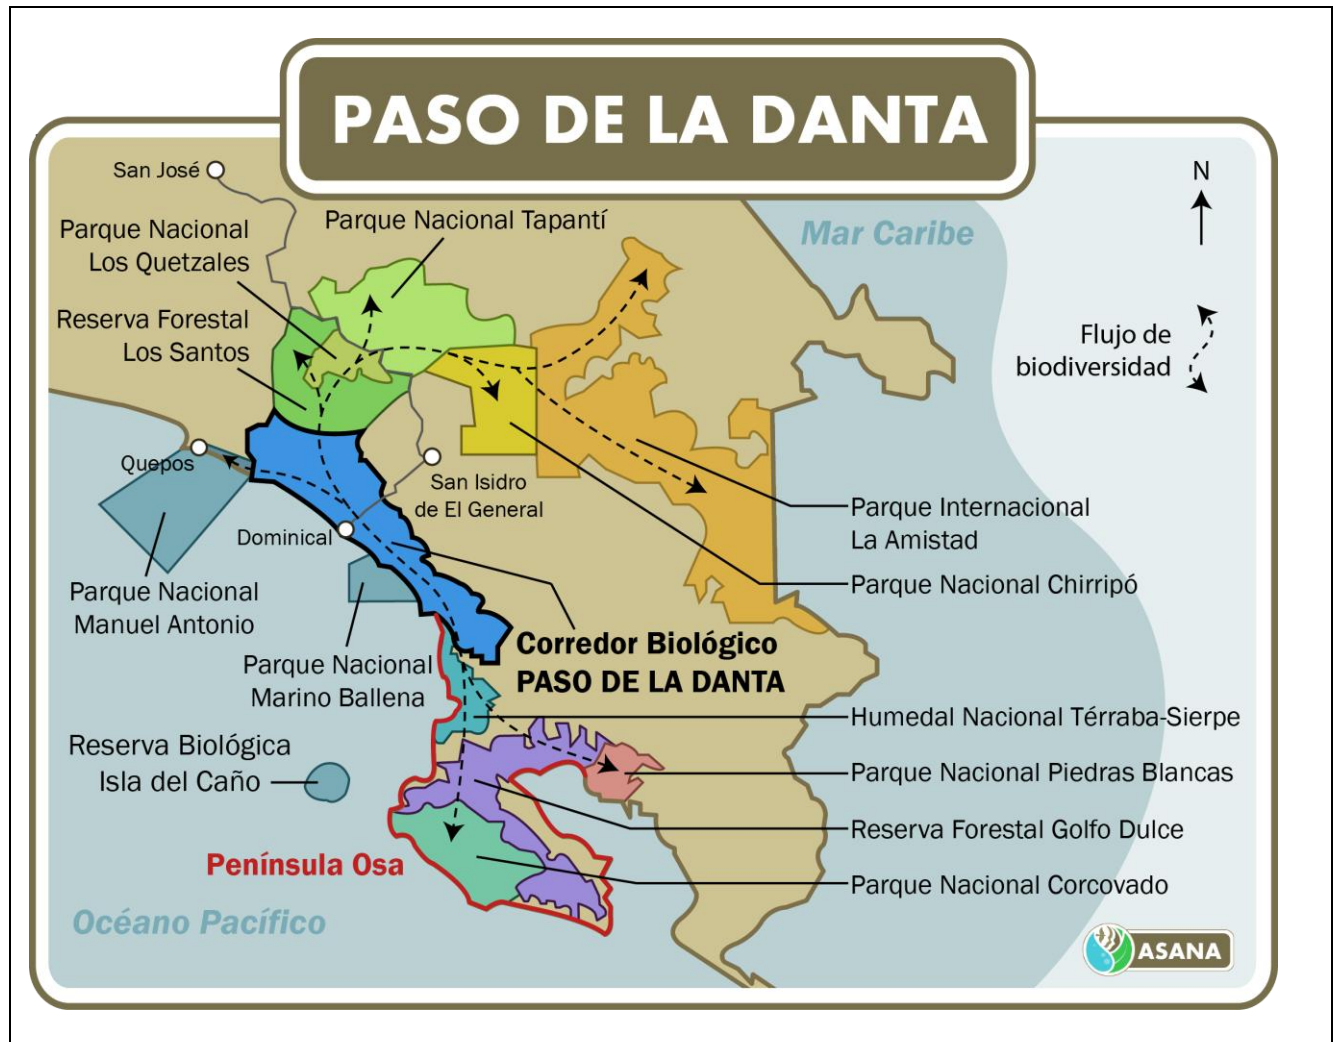 PASO DE LA DANTA
San José
Parque Nacional
Los Quetzales
Parque Nacional Tapantí
Mar Caribe
N
Reserva Forestal
Los Santos
Flujo de
biodiversidad
Quepos
San Isidro
de El General
Dominical
Parque Internacional
La Amistad
Parque Nacional Chirripó
Parque Nacional
Manuel Antonio
Corredor Biológico
PASO DE LA DANTA
Parque Nacional
Marino Ballena
Humedal Nacional Térraba-Sierpe
Reserva Biológica
Isla del Caño
Parque Nacional Piedras Blancas
Reserva Forestal Golfo Dulce
Península Osa
Parque Nacional Corcovado
Océano Pacífico
ASANA